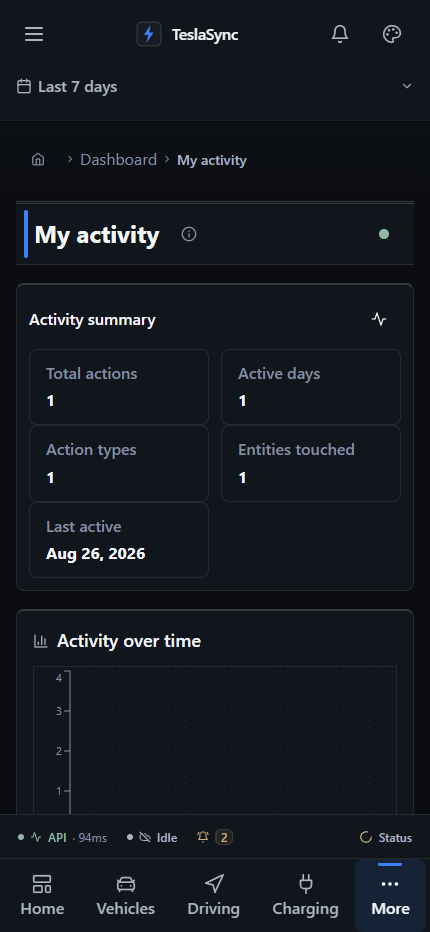 TeslaSync
Last 7 days
Dashboard
My activity
My activity
Activity summary
Total actions
1
Active days
1
Action types
1
Entities touched
1
Last active
Aug 26, 2026
Activity over time
4
3
2
1
API · 94ms
Idle
2
Status
Home
Vehicles
Driving
Charging
More